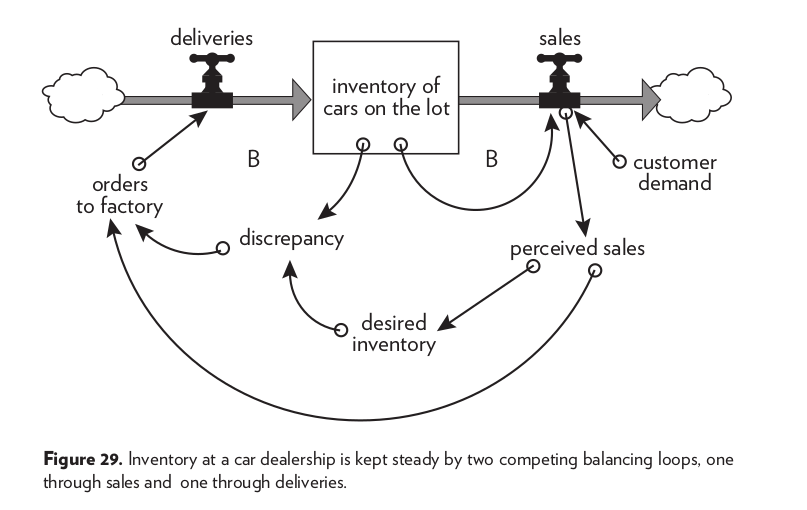 deliveries
sales
inventory of
cars on the lot
B
B
customer
demand
orders
to factory
discrepancy
perceived sales
desired
inventory
Figure 29. Inventory at a car dealership is kept steady by two competing balancing loops, one
through sales and one through deliveries.